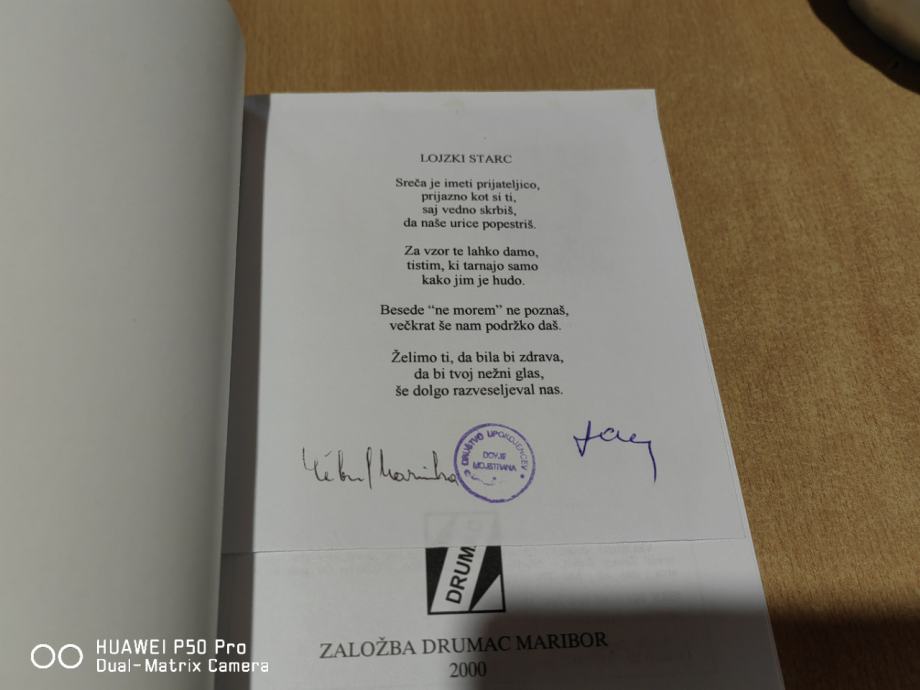 LOJZKI STARC
Sreča je imeti prijateljico,
prijazno kot si ti,
saj vedno skrbiš,
da naše urice popestriš.
Za vzor te lahko damo,
tistim, ki tarnajo samo
kako jim je hudo.
Besede “ne morem” ne poznaš,
večkrat še nam podržko daš.
Želimo ti, da bila bi zdrava,
da bi tvoj nežni glas,
še dolgo razveseljeval nas.
Marinka
DRUŠTVO UPOKOJENCEV
DOVJE
MOJSTRANA
DRUM
ZALOŽBA DRUMAC MARIBOR
2000
HUAWEI P50 Pro
Dual-Matrix Camera